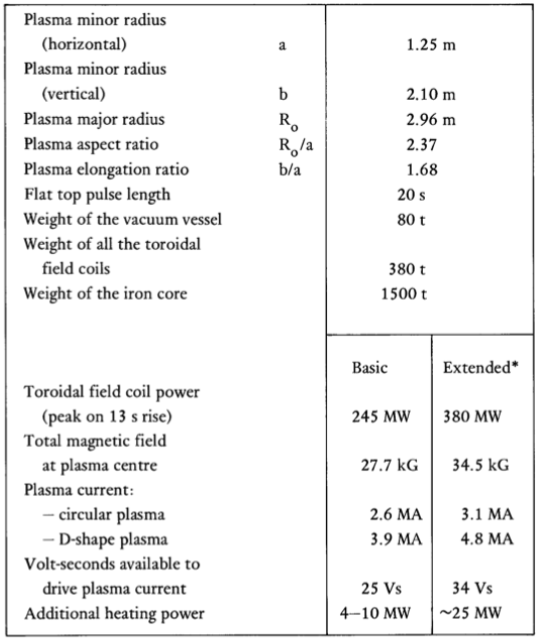 Plasma minor radius
(horizontal) a 1.25 m
Plasma minor radius
(vertical) b 2.10 m
Plasma major radius R₀ 2.96 m
Plasma aspect ratio R₀/a 2.37
Plasma elongation ratio b/a 1.68
Flat top pulse length 20 s
Weight of the vacuum vessel 80 t
Weight of all the toroidal
field coils 380 t
Weight of the iron core 1500 t
Basic Extended*
Toroidal field coil power
(peak on 13 s rise) 245 MW 380 MW
Total magnetic field
at plasma centre 27.7 kG 34.5 kG
Plasma current:
— circular plasma 2.6 MA 3.1 MA
— D-shape plasma 3.9 MA 4.8 MA
Volt-seconds available to
drive plasma current 25 Vs 34 Vs
Additional heating power 4–10 MW ~25 MW